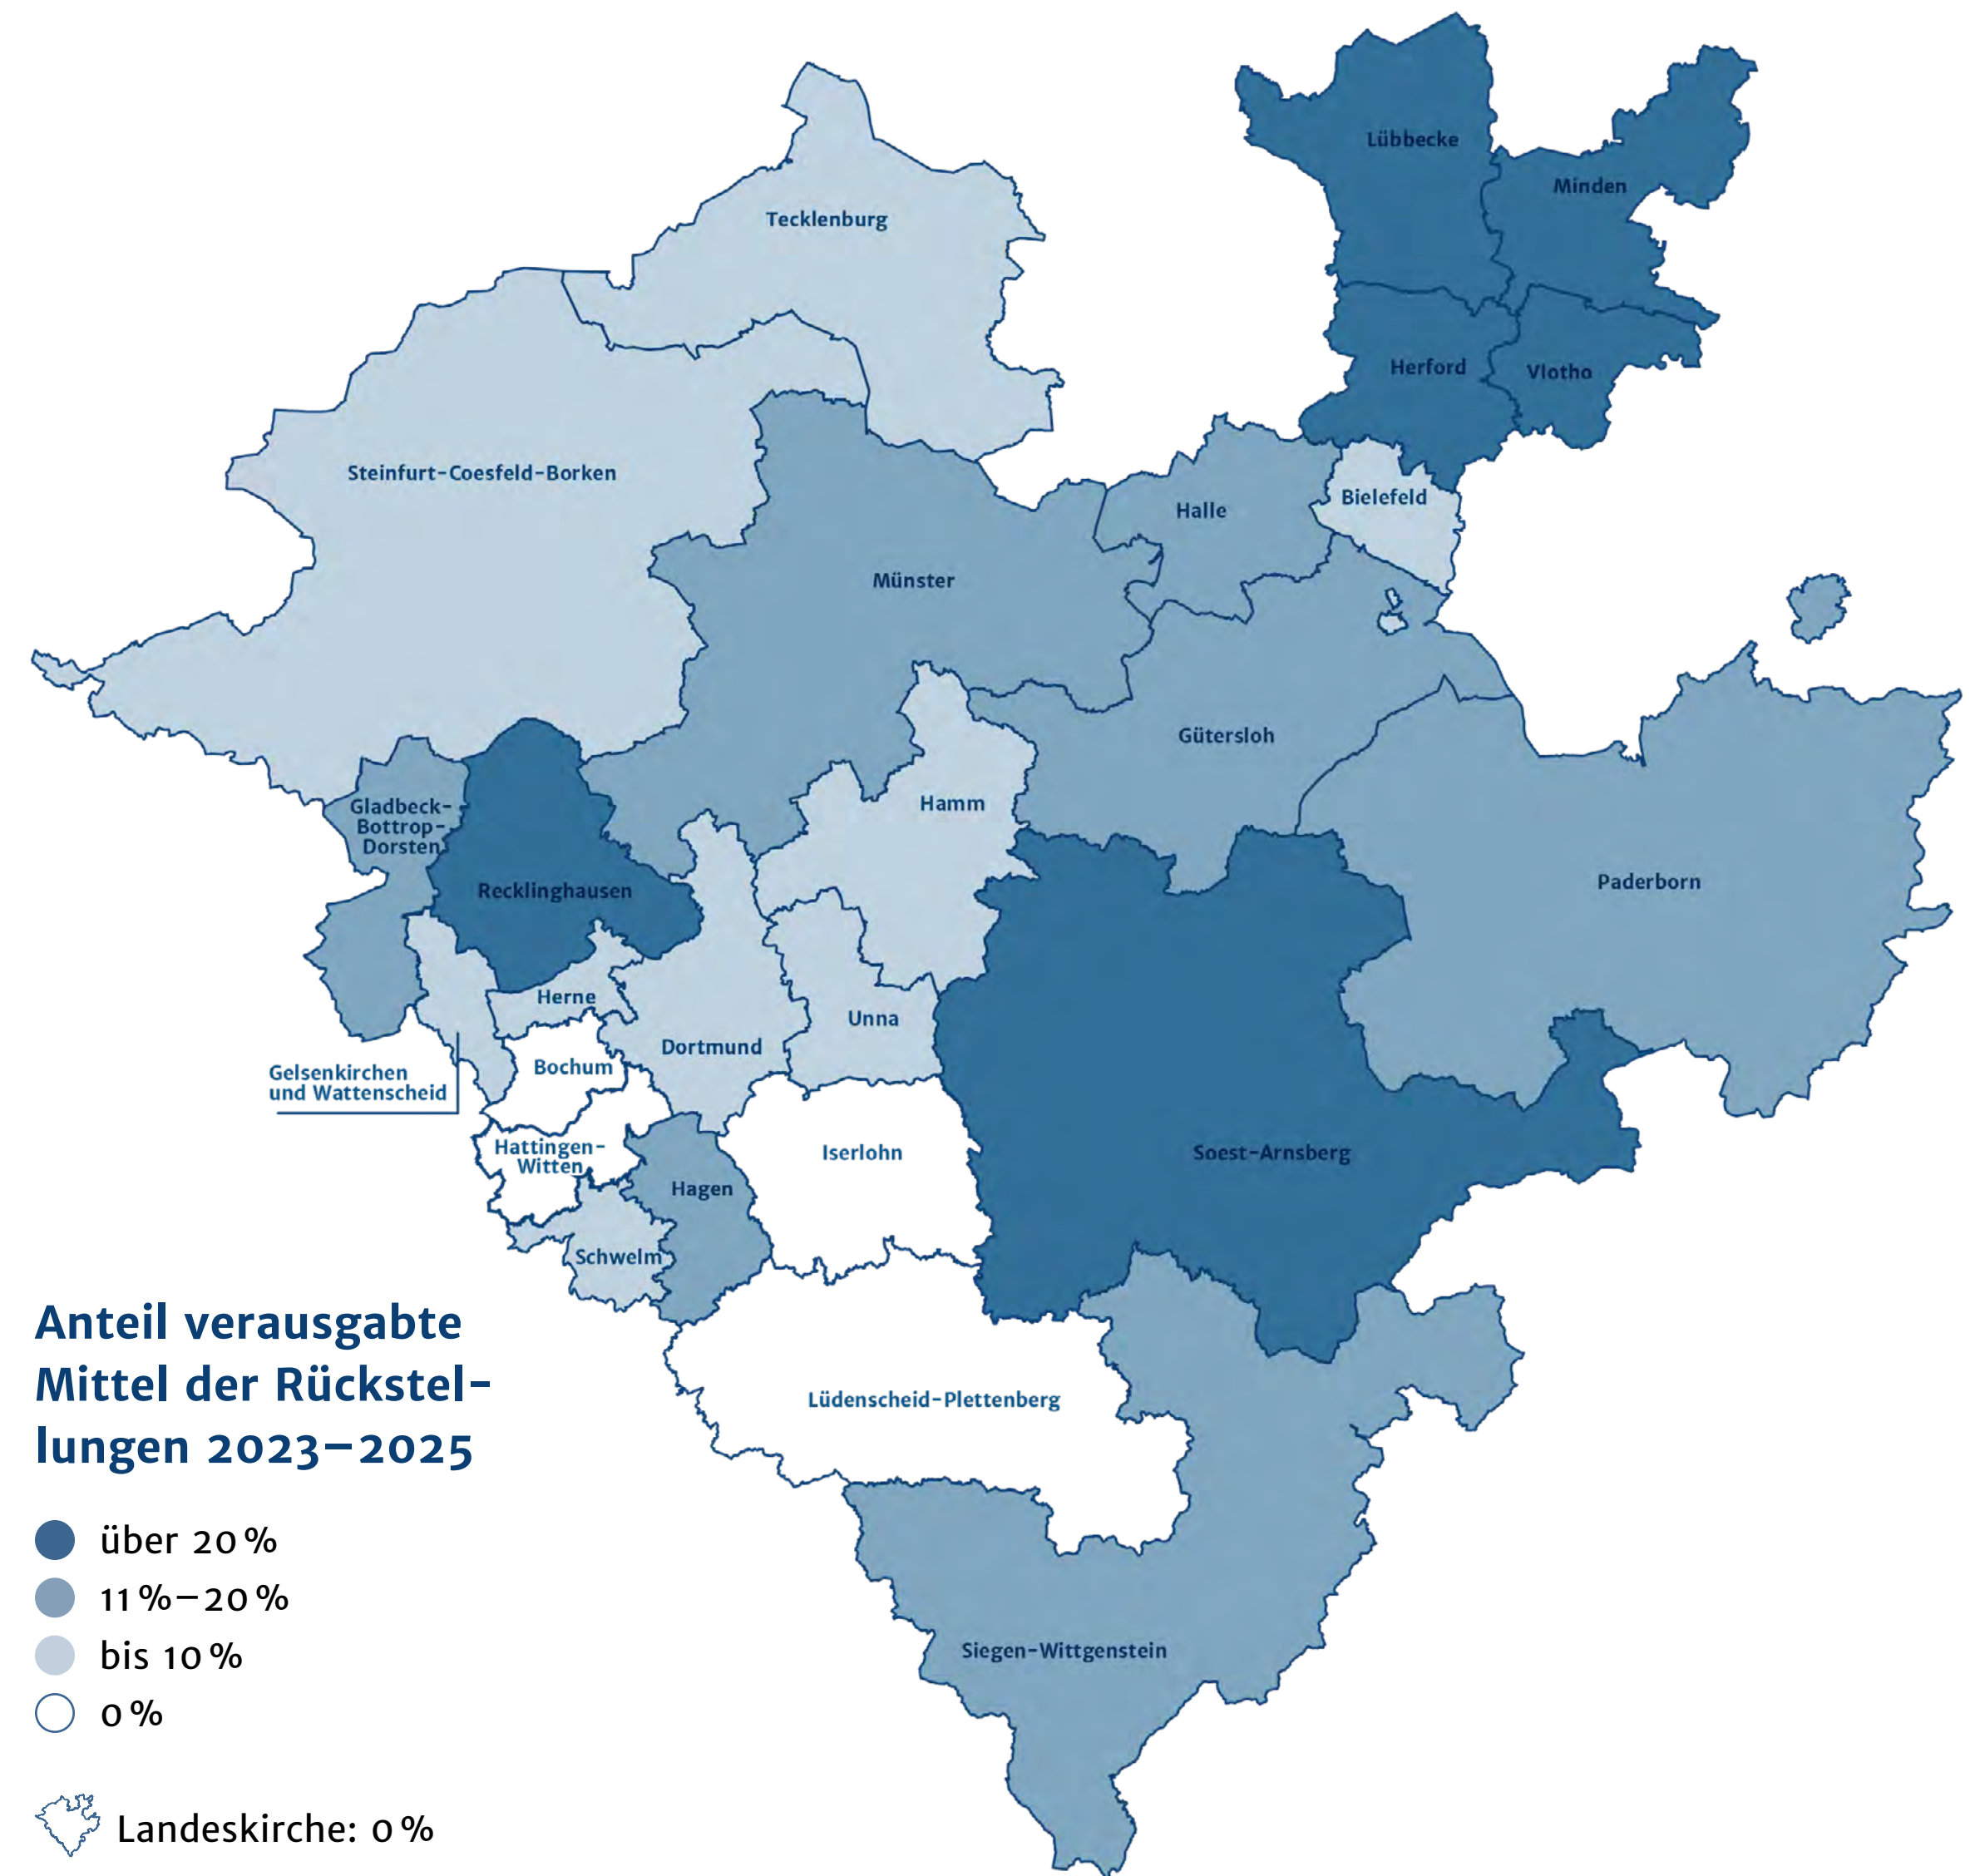 Lübbecke
Minden
Tecklenburg
Herford
Vlotho
Steinfurt-Coesfeld-Borken
Bielefeld
Halle
Münster
Gütersloh
Hamm
Gladbeck-
Bottrop-
Dorsten
Paderborn
Recklinghausen
Herne
Unna
Dortmund
Bochum
Gelsenkirchen
und Wattenscheid
Hattingen-
Witten
Iserlohn
Soest-Arnsberg
Hagen
Schwelm
Lüdenscheid-Plettenberg
Siegen-Wittgenstein
Anteil verausgabte
Mittel der Rückstel-
lungen 2023–2025
über 20 %
11 %–20 %
bis 10 %
0 %
Landeskirche: 0 %